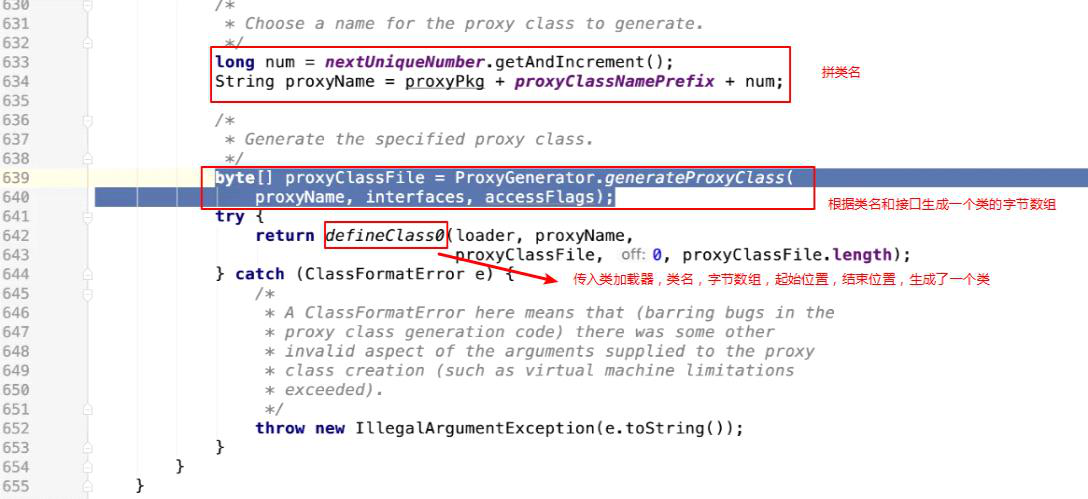 630 /*
631 * Choose a name for the proxy class to generate.
632 */
633 long num = nextUniqueNumber.getAndIncrement();
634 String proxyName = proxyPkg + proxyClassNamePrefix + num;
拼类名
635
636 /*
637 * Generate the specified proxy class.
638 */
639 byte[] proxyClassFile = ProxyGenerator.generateProxyClass(
640 proxyName, interfaces, accessFlags);
根据类名和接口生成一个类的字节数组
641 try {
642 return defineClass0(loader, proxyName,
643 proxyClassFile, off: 0, proxyClassFile.length);
644 } catch (ClassFormatError e) {
传入类加载器，类名，字节数组，起始位置，结束位置，生成了一个类
645 /*
646 * A ClassFormatError here means that (barring bugs in the
647 * proxy class generation code) there was some other
648 * invalid aspect of the arguments supplied to the proxy
649 * class creation (such as virtual machine limitations
650 * exceeded).
651 */
652 throw new IllegalArgumentException(e.toString());
653 }
654 }
655 }